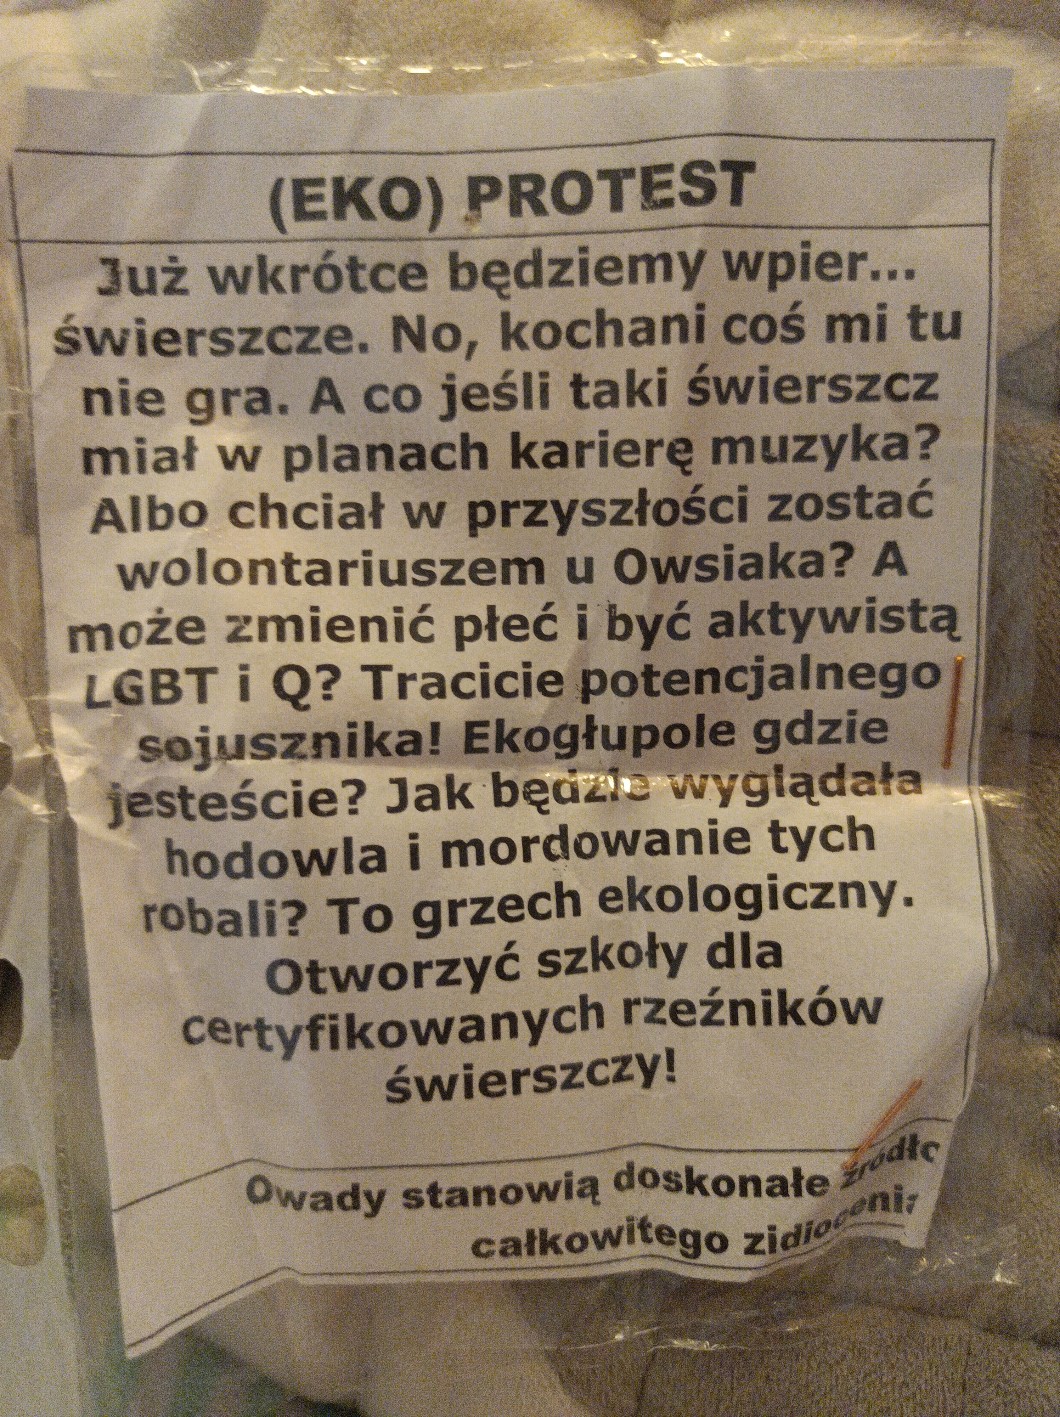 (EKO) PROTEST
Już wkrótce będziemy wpier...
świerszcze. No, kochani coś mi tu
nie gra. A co jeśli taki świerszcz
miał w planach karierę muzyka?
Albo chciał w przyszłości zostać
wolontariuszem u Owsiaka? A
może zmienić płeć i być aktywistą
LGBT i Q? Tracicie potencjalnego
sojusznika! Ekogłupole gdzie
jesteście? Jak będzie wyglądała
hodowla i mordowanie tych
robali? To grzech ekologiczny.
Otworzyć szkoły dla
certyfikowanych rzeźników
świerszczy!
Owady stanowią doskonałe źródło
całkowitego zidiocenia